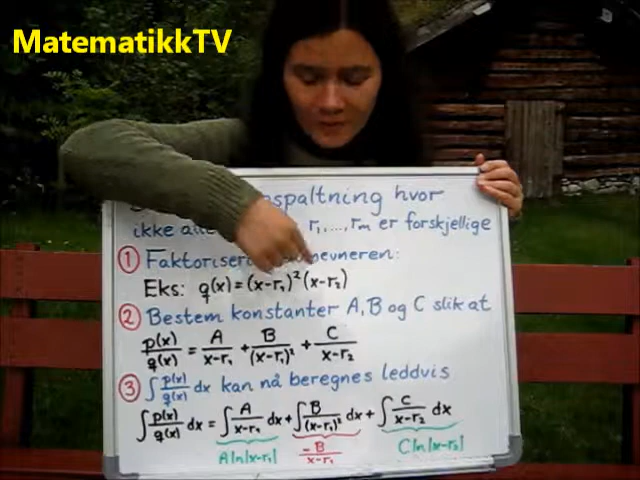 MatematikkTV
nspaltning hvor
ikke r₁,...,rₘ er forskjellige
① Faktoriser nevneren:
Eks: q(x)=(x-r₁)²(x-r₂)
② Bestem konstanter A, B og C slik at
p(x)/q(x) = A/(x-r₁) + B/(x-r₁)² + C/(x-r₂)
③ ∫ p(x)/q(x) dx kan nå beregnes leddvis
∫ p(x)/q(x) dx = ∫ A/(x-r₁) dx + ∫ B/(x-r₁)² dx + ∫ C/(x-r₂) dx
A ln|x-r₁| -B/(x-r₁) C ln|x-r₂|